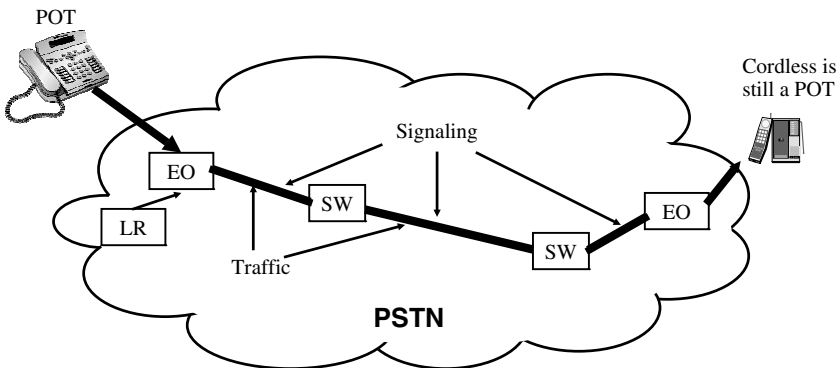 POT
Cordless is
still a POT
Signaling
EO
SW
EO
LR
SW
Traffic
PSTN